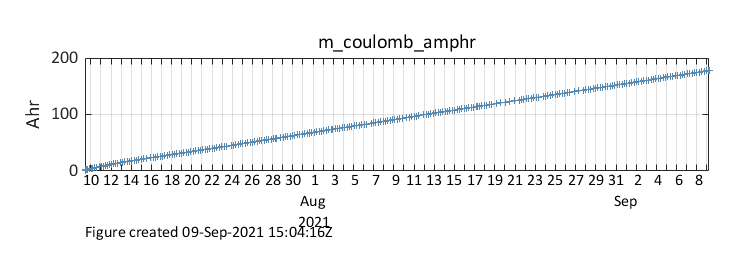 m_coulomb_amphr
Ahr
200
100
0
10 12 14 16 18 20 22 24 26 28 30 1 3 5 7 9 11 13 15 17 19 21 23 25 27 29 31 2 4 6 8
Aug Sep
2021
Figure created 09-Sep-2021 15:04:16Z